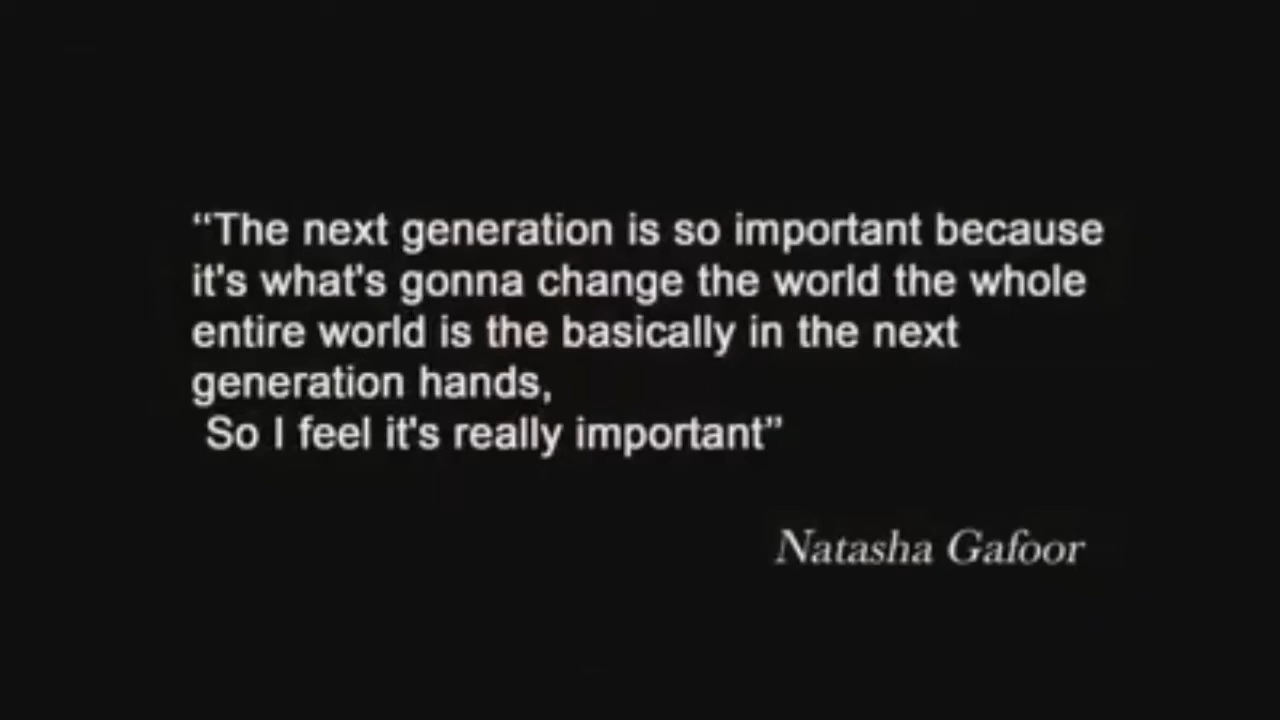 “The next generation is so important because
it's what's gonna change the world the whole
entire world is the basically in the next
generation hands,
So I feel it's really important”
Natasha Gafoor